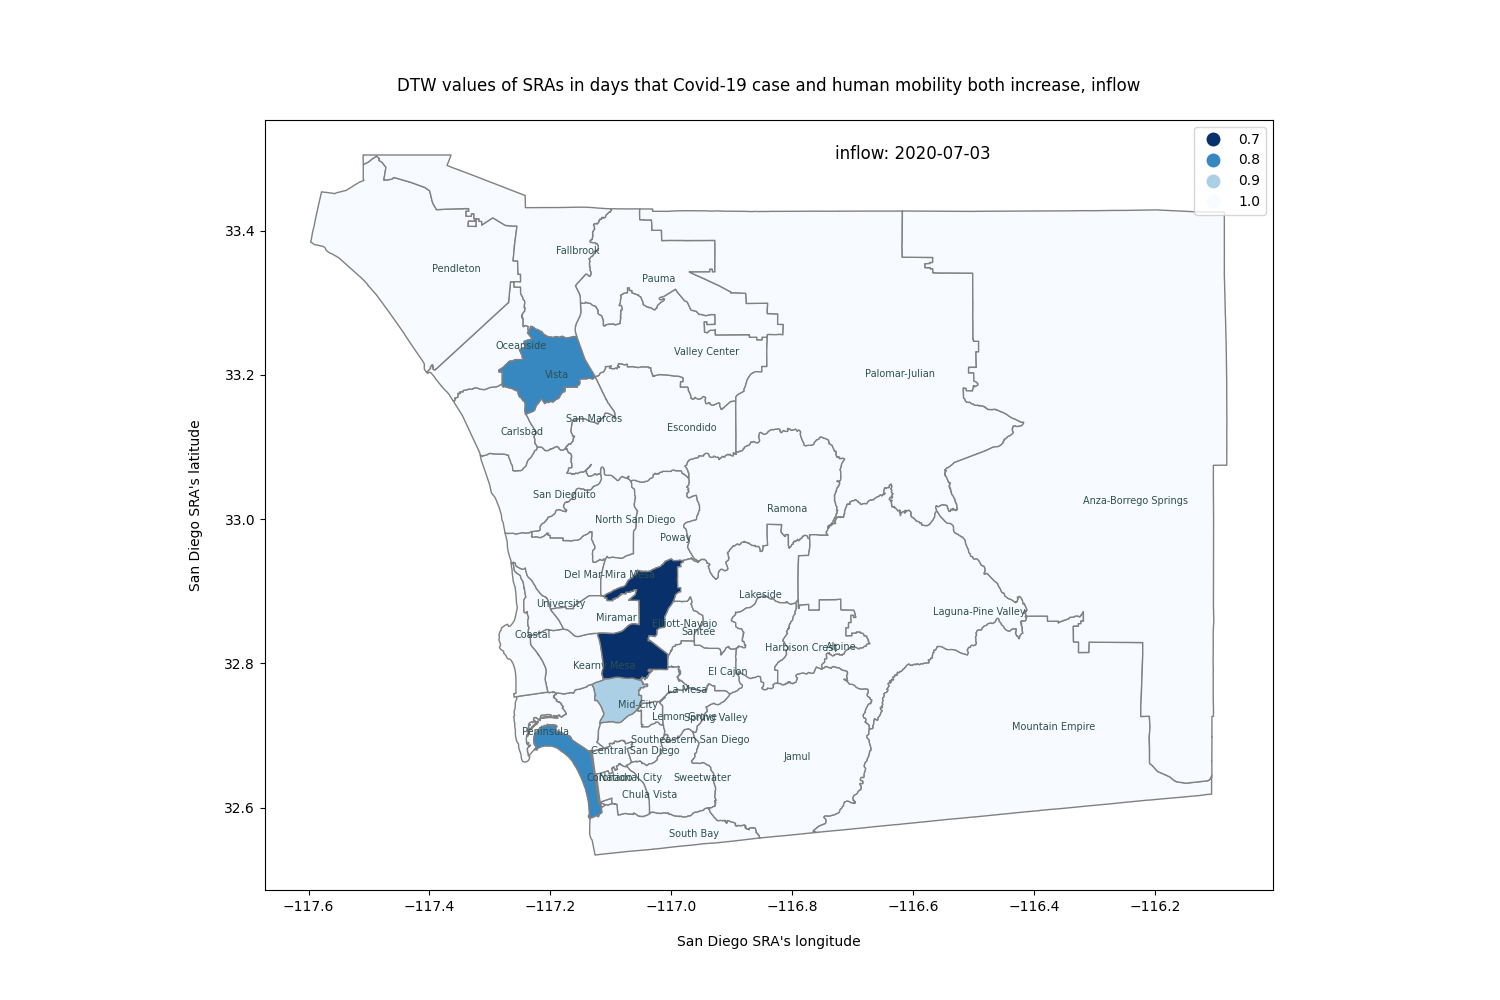 DTW values of SRAs in days that Covid-19 case and human mobility both increase, inflow
inflow: 2020-07-03
0.7
0.8
0.9
1.0
33.4
33.2
33.0
32.8
32.6
San Diego SRA's latitude
Fallbrook
Pendleton
Pauma
Oceanside
Valley Center
Vista
Palomar-Julian
San Marcos
Carlsbad
Escondido
San Dieguito
Anza-Borrego Springs
Ramona
North San Diego
Poway
Del Mar-Mira Mesa
Lakeside
University
Laguna-Pine Valley
Miramar
Elliott-Navajo
Santee
Coastal
Harbison Crest
Alpine
Kearny Mesa
El Cajon
La Mesa
Mid-City
Lemon Grove
Spring Valley
Mountain Empire
Peninsula
Southeastern San Diego
Central San Diego
Jamul
Coronado
National City
Sweetwater
Chula Vista
South Bay
−117.6
−117.4
−117.2
−117.0
−116.8
−116.6
−116.4
−116.2
San Diego SRA's longitude